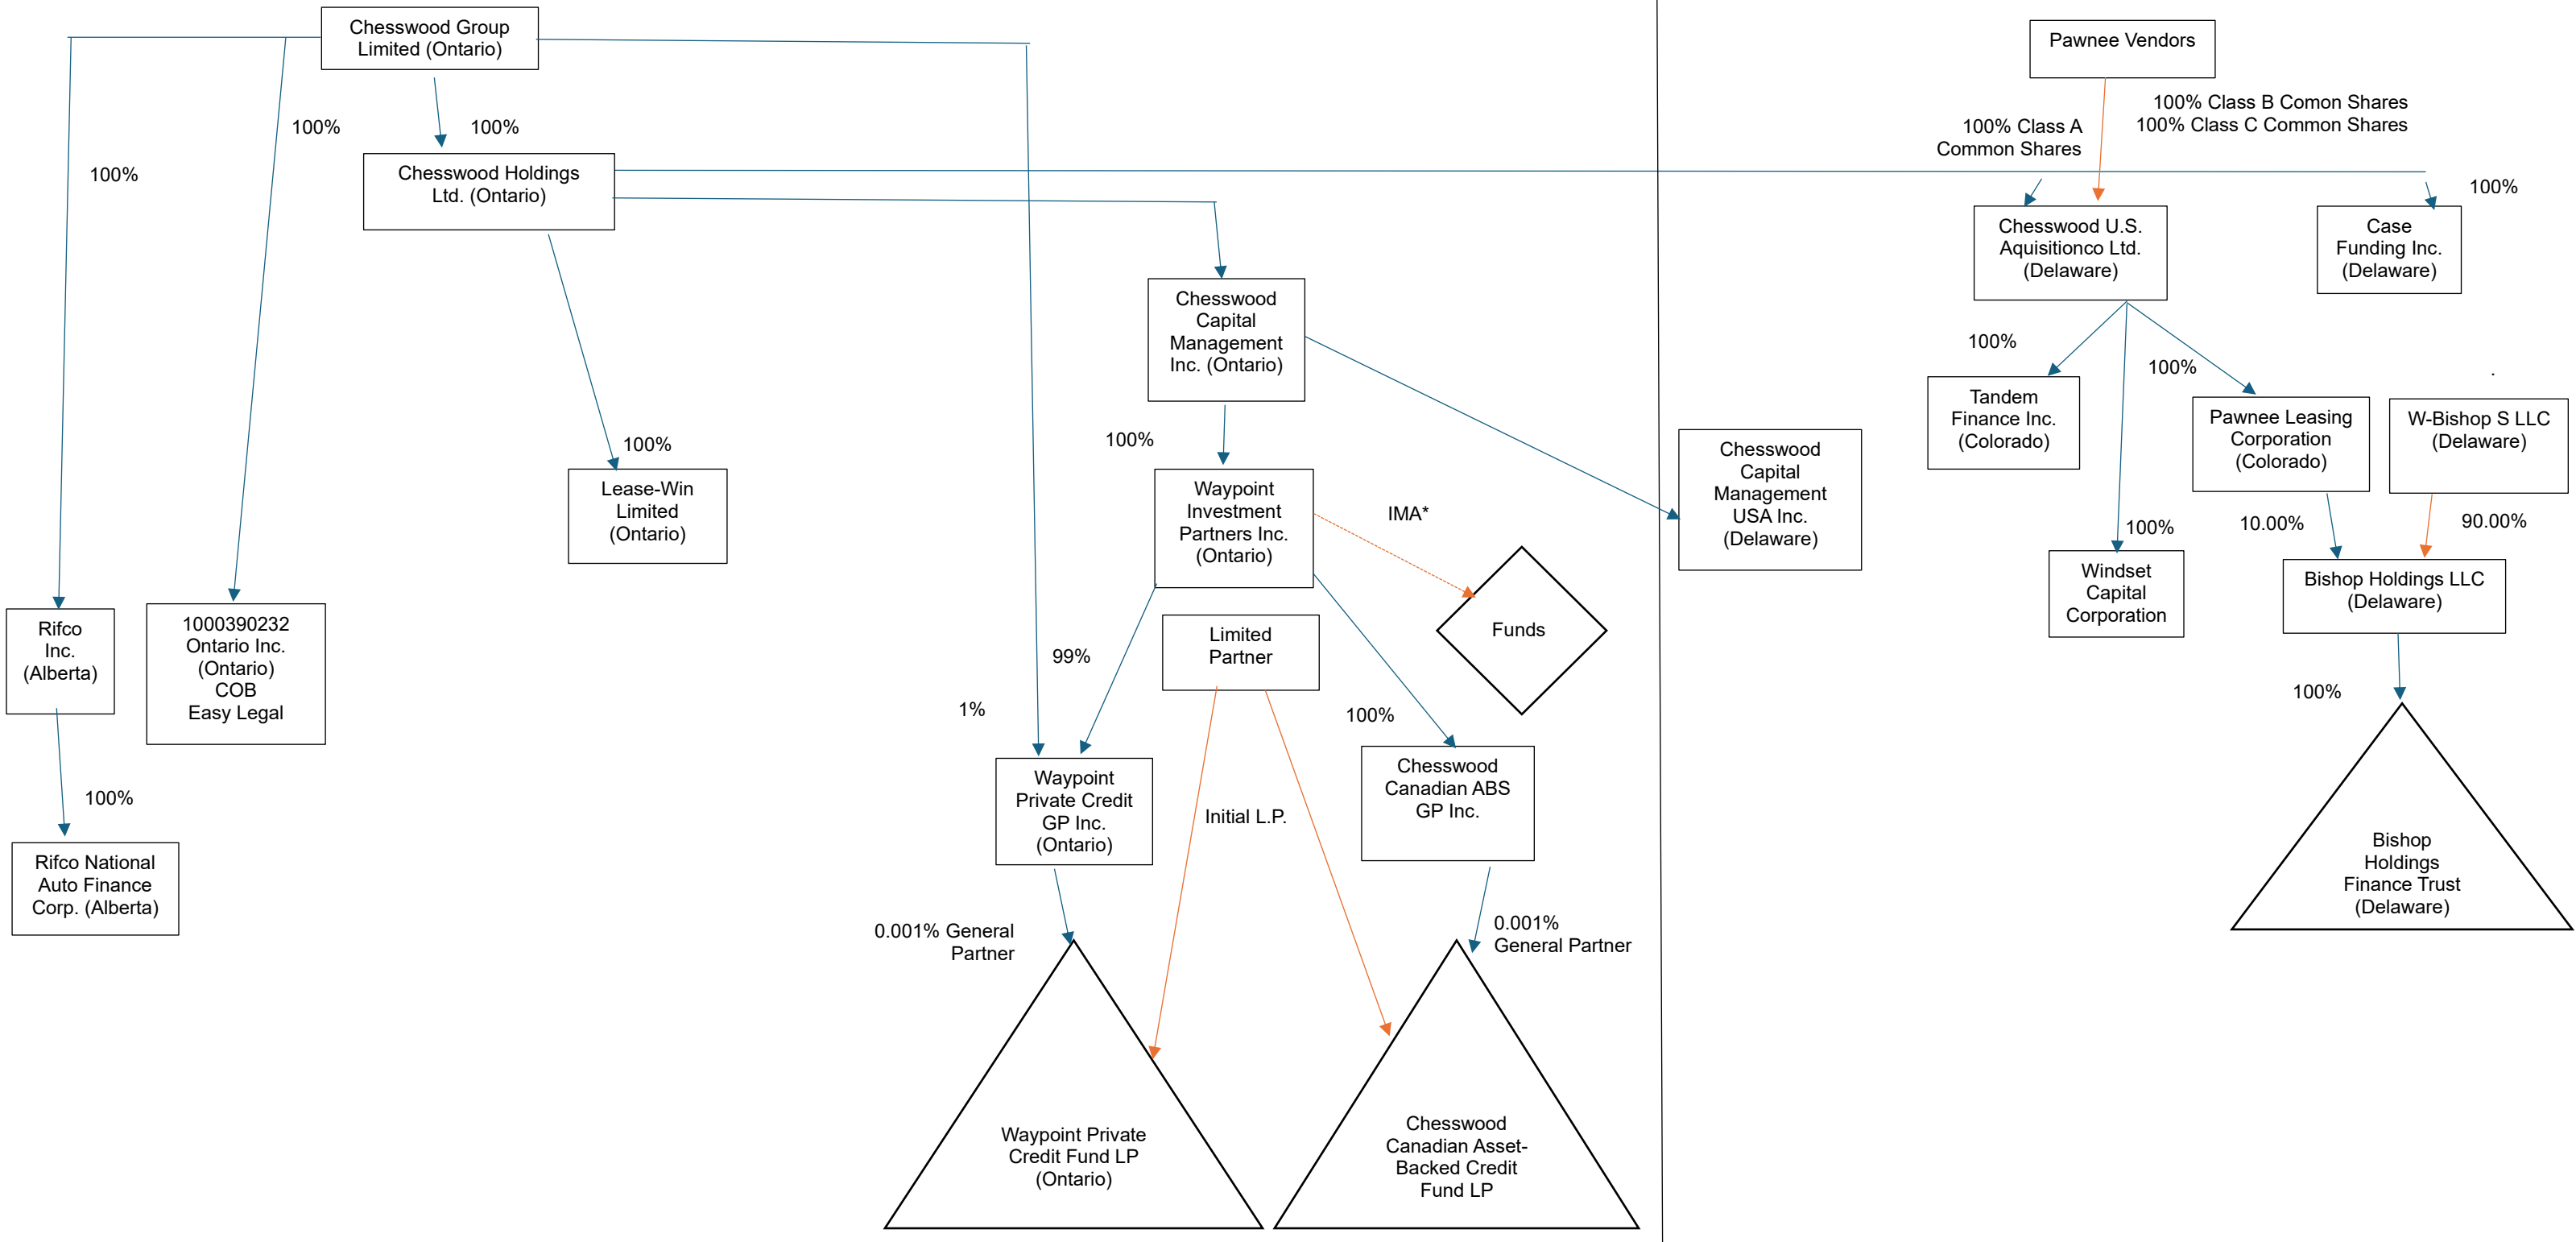 Chesswood Group
Limited (Ontario)
Pawnee Vendors
100%
100%
100%
100% Class A
Common Shares
100% Class B Comon Shares
100% Class C Common Shares
Chesswood Holdings
Ltd. (Ontario)
100%
Chesswood U.S.
Aquisitionco Ltd.
(Delaware)
Case
Funding Inc.
(Delaware)
Chesswood
Capital
Management
Inc. (Ontario)
100%
100%
Tandem
Finance Inc.
(Colorado)
Pawnee Leasing
Corporation
(Colorado)
W-Bishop S LLC
(Delaware)
.
100%
100%
Lease-Win
Limited
(Ontario)
Waypoint
Investment
Partners Inc.
(Ontario)
IMA*
Chesswood
Capital
Management
USA Inc.
(Delaware)
100%
10.00%
90.00%
Windset
Capital
Corporation
Bishop Holdings LLC
(Delaware)
Rifco
Inc.
(Alberta)
1000390232
Ontario Inc.
(Ontario)
COB
Easy Legal
Limited
Partner
Funds
99%
1%
100%
100%
100%
Waypoint
Private Credit
GP Inc.
(Ontario)
Initial L.P.
Chesswood
Canadian ABS
GP Inc.
Rifco National
Auto Finance
Corp. (Alberta)
Bishop
Holdings
Finance Trust
(Delaware)
0.001% General
Partner
0.001%
General Partner
Waypoint Private
Credit Fund LP
(Ontario)
Chesswood
Canadian Asset-
Backed Credit
Fund LP